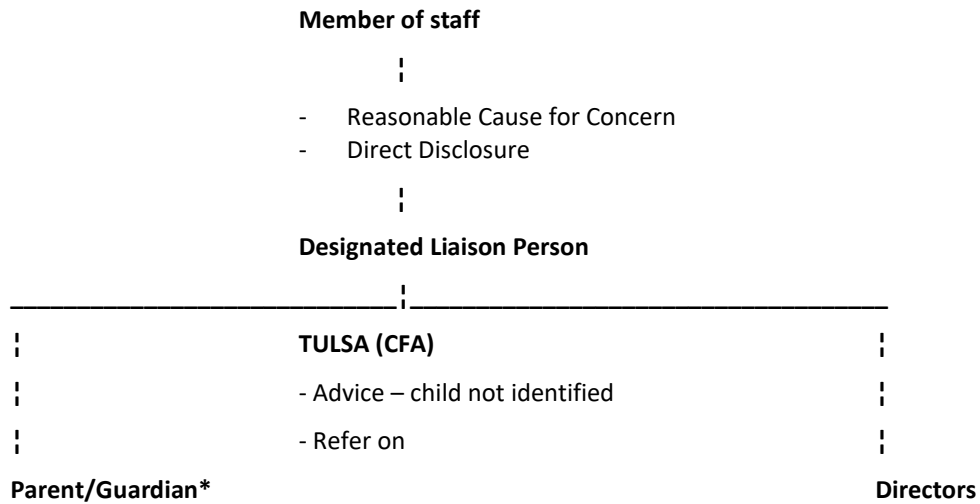 Member of staff
- Reasonable Cause for Concern
- Direct Disclosure
Designated Liaison Person
TULSA (CFA)
- Advice – child not identified
- Refer on
Parent/Guardian* Directors